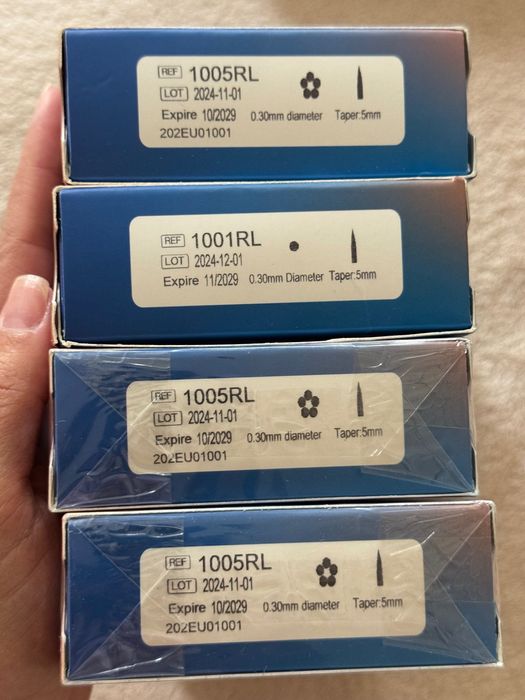 REF 1005RL
LOT 2024-11-01
Expire 10/2029 0.30mm diameter Taper:5mm
202EU01001
REF 1001RL
LOT 2024-12-01
Expire 11/2029 0.30mm Diameter Taper:5mm
REF 1005RL
LOT 2024-11-01
Expire 10/2029 0.30mm diameter Taper:5mm
202EU01001
REF 1005RL
LOT 2024-11-01
Expire 10/2029 0.30mm diameter Taper:5mm
202EU01001